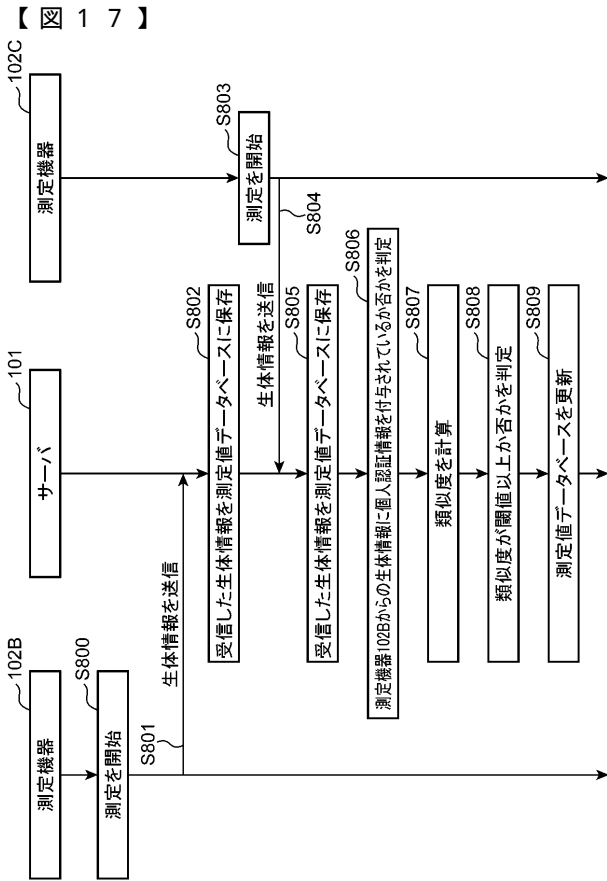 【図17】
102B
測定機器
101
サーバ
102C
測定機器
S800
測定を開始
S801
生体情報を送信
S802
受信した生体情報を測定値データベースに保存
S803
測定を開始
S804
生体情報を送信
S805
受信した生体情報を測定値データベースに保存
S806
測定機器102Bからの生体情報に個人認証情報を付与されているか否かを判定
S807
類似度を計算
S808
類似度が閾値以上か否かを判定
S809
測定値データベースを更新